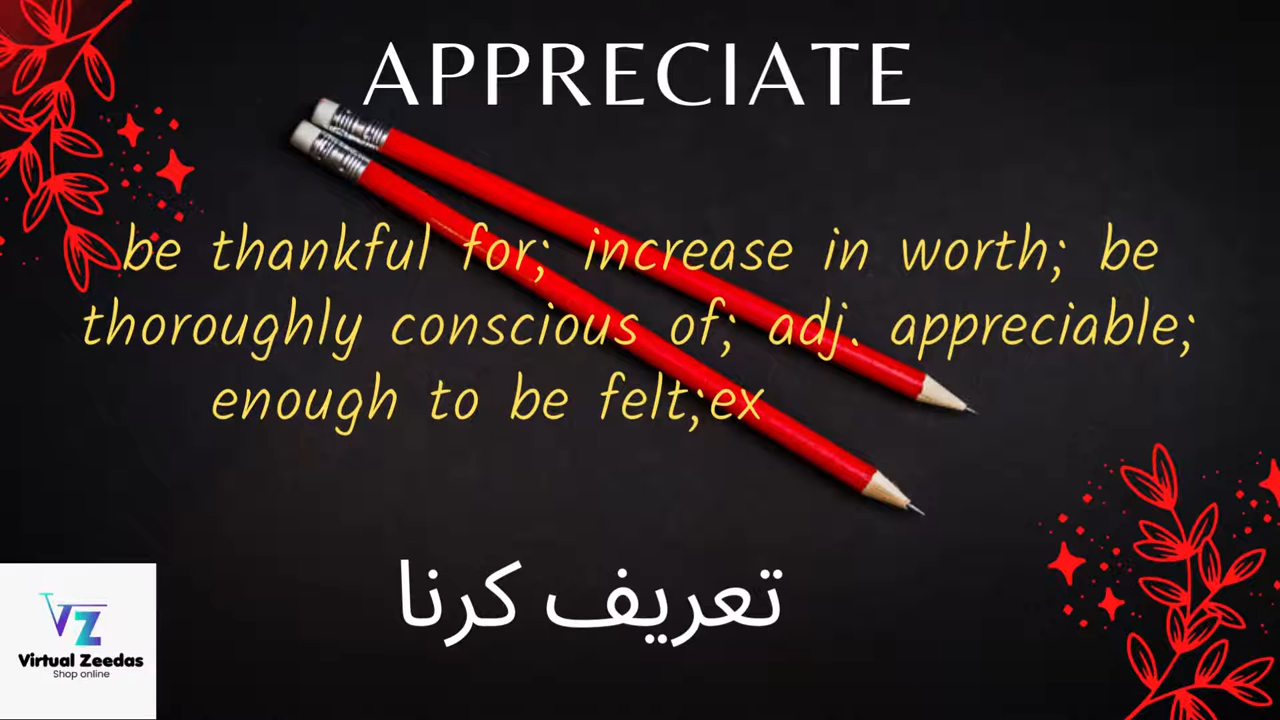 APPRECIATE
be thankful for; increase in worth; be
thoroughly conscious of; adj. appreciable;
enough to be felt;ex
تعریف کرنا
VZ
Virtual Zeedas
Shop online